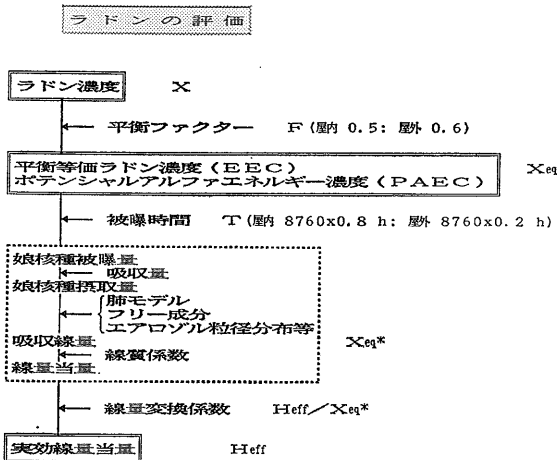 ラドンの評価
ラドン濃度 X
平衡ファクター F (屋内 0.5: 屋外 0.6)
平衡等価ラドン濃度 (EEC)
ポテンシャルアルファエネルギー濃度 (PAEC)
Xeq
被曝時間 T (屋内 8760x0.8 h: 屋外 8760x0.2 h)
娘核種被曝量
吸収量
娘核種摂取量
肺モデル
フリー成分
エアロゾル粒径分布等
吸収線量
Xeq*
線質係数
線量当量
線量変換係数 Heff/Xeq*
実効線量当量 Heff